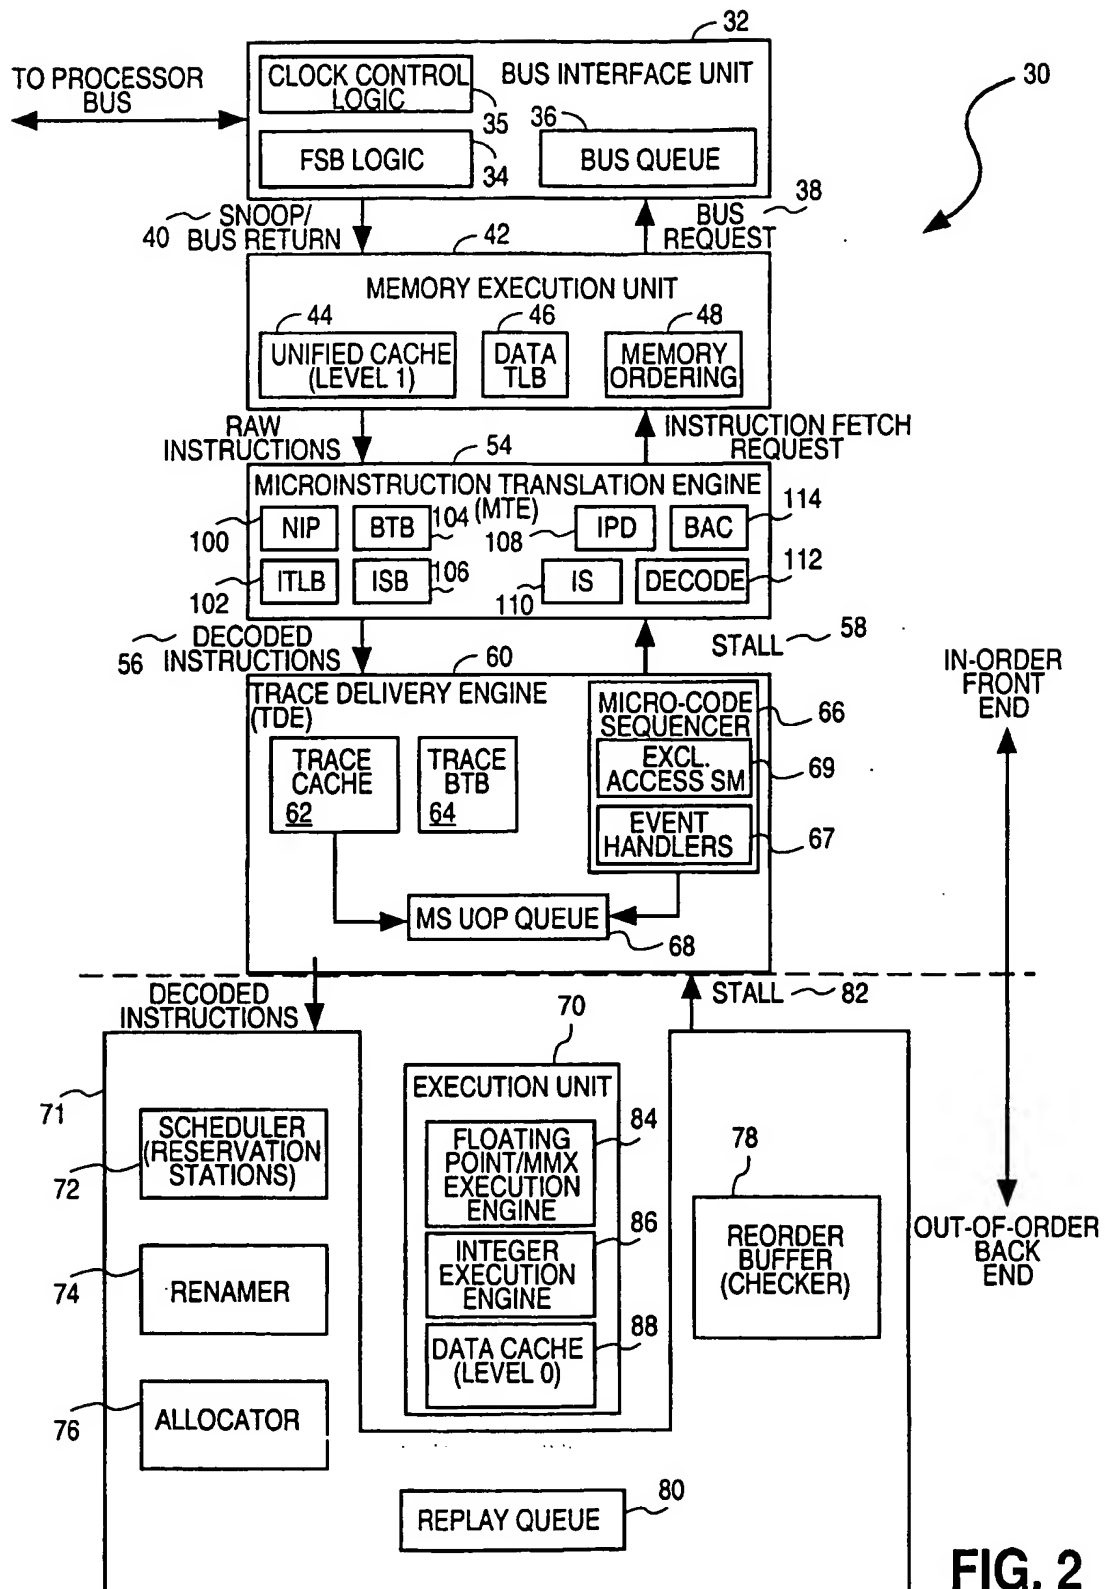 32
CLOCK CONTROL
LOGIC
35
BUS INTERFACE UNIT
TO PROCESSOR
BUS
30
FSB LOGIC
34
36
BUS QUEUE
40
SNOOP/
BUS RETURN
BUS
REQUEST
38
42
MEMORY EXECUTION UNIT
44
UNIFIED CACHE
(LEVEL 1)
46
DATA
TLB
48
MEMORY
ORDERING
RAW
INSTRUCTIONS
54
INSTRUCTION FETCH
REQUEST
MICROINSTRUCTION TRANSLATION ENGINE
(MTE)
100
NIP
BTB
104
108
IPD
BAC
114
102
ITLB
ISB
106
110
IS
DECODE
112
56
DECODED
INSTRUCTIONS
60
STALL
58
TRACE DELIVERY ENGINE
(TDE)
MICRO-CODE
SEQUENCER
66
TRACE
CACHE
62
TRACE
BTB
64
EXCL.
ACCESS SM
69
EVENT
HANDLERS
67
MS UOP QUEUE
68
IN-ORDER
FRONT
END
DECODED
INSTRUCTIONS
STALL
82
70
71
EXECUTION UNIT
SCHEDULER
(RESERVATION
STATIONS)
72
FLOATING
POINT/MMX
EXECUTION
ENGINE
84
78
REORDER
BUFFER
(CHECKER)
OUT-OF-ORDER
BACK
END
74
RENAMER
INTEGER
EXECUTION
ENGINE
86
DATA CACHE
(LEVEL 0)
88
76
ALLOCATOR
REPLAY QUEUE
80
FIG. 2